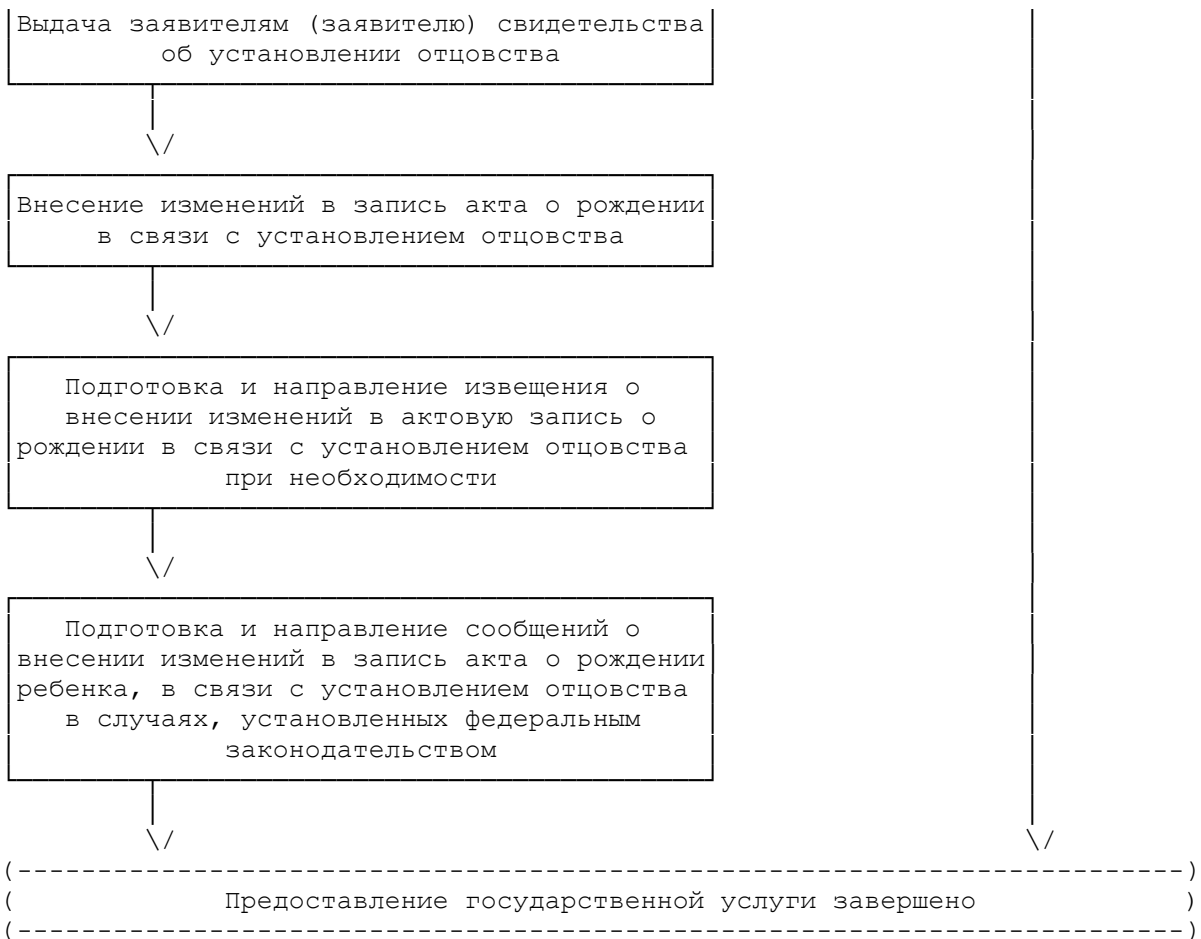 Выдача заявителям (заявителю) свидетельства
об установлении отцовства
\/
Внесение изменений в запись акта о рождении
в связи с установлением отцовства
\/
Подготовка и направление извещения о
внесении изменений в актовую запись о
рождении в связи с установлением отцовства
при необходимости
\/
Подготовка и направление сообщений о
внесении изменений в запись акта о рождении
ребенка, в связи с установлением отцовства
в случаях, установленных федеральным
законодательством
\/ \/
(-------------------------------------------------------------------------)
( Предоставление государственной услуги завершено )
(-------------------------------------------------------------------------)